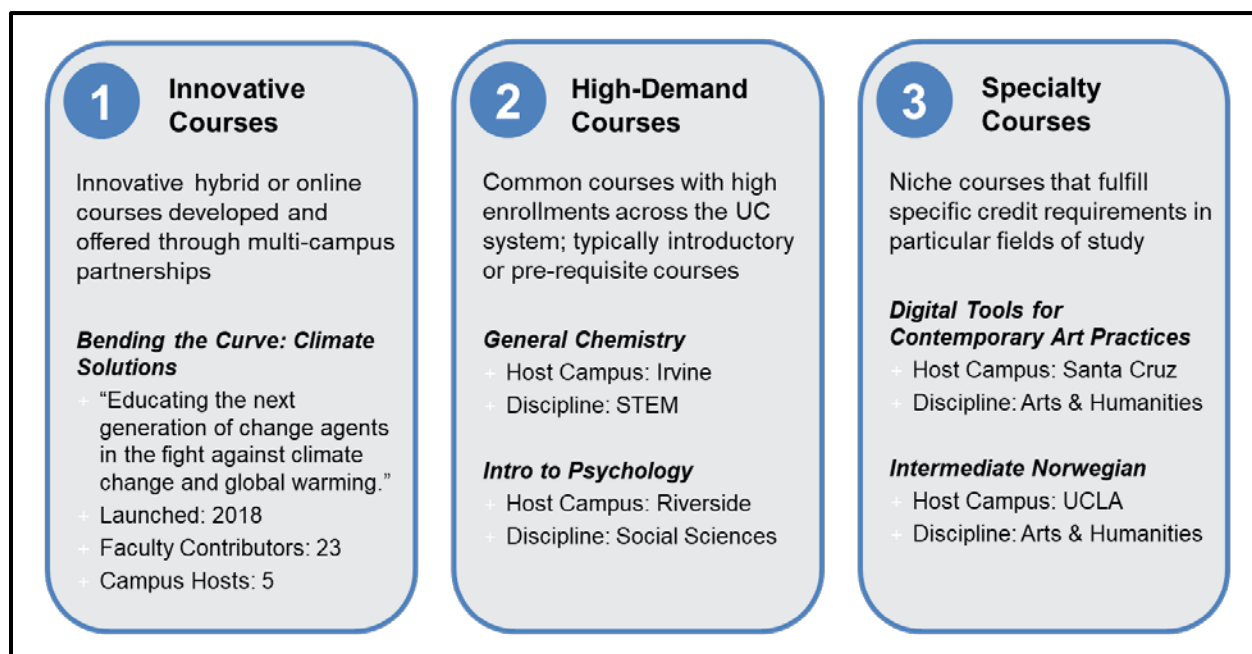 1
Innovative
Courses
Innovative hybrid or online
courses developed and
offered through multi-campus
partnerships
Bending the Curve: Climate
Solutions
+ “Educating the next
generation of change agents
in the fight against climate
change and global warming.”
+ Launched: 2018
+ Faculty Contributors: 23
+ Campus Hosts: 5
2
High-Demand
Courses
Common courses with high
enrollments across the UC
system; typically introductory
or pre-requisite courses
General Chemistry
+ Host Campus: Irvine
+ Discipline: STEM
Intro to Psychology
+ Host Campus: Riverside
+ Discipline: Social Sciences
3
Specialty
Courses
Niche courses that fulfill
specific credit requirements in
particular fields of study
Digital Tools for
Contemporary Art Practices
+ Host Campus: Santa Cruz
+ Discipline: Arts & Humanities
Intermediate Norwegian
+ Host Campus: UCLA
+ Discipline: Arts & Humanities